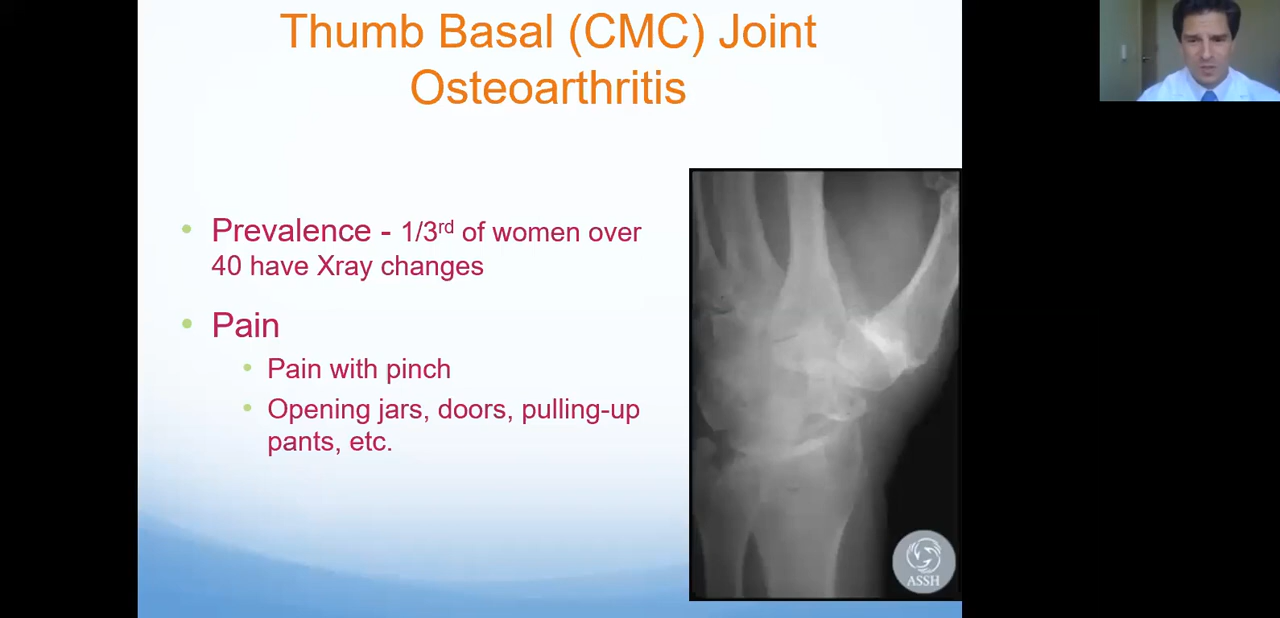 Thumb Basal (CMC) Joint
Osteoarthritis
• Prevalence - 1/3rd of women over
40 have Xray changes
• Pain
• Pain with pinch
• Opening jars, doors, pulling-up
pants, etc.
ASSH